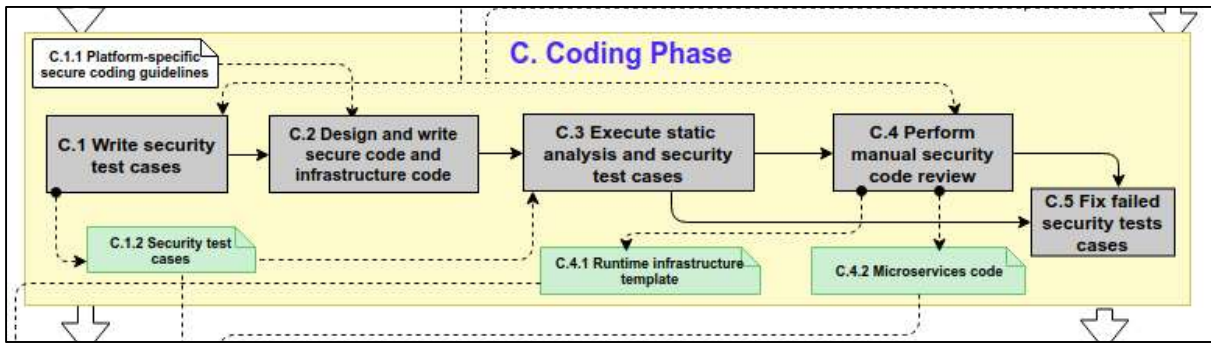 C. Coding Phase
C.1.1 Platform-specific
secure coding guidelines
C.1 Write security
test cases
C.2 Design and write
secure code and
infrastructure code
C.3 Execute static
analysis and security
test cases
C.4 Perform
manual security
code review
C.5 Fix failed
security tests
cases
C.1.2 Security test
cases
C.4.1 Runtime infrastructure
template
C.4.2 Microservices code